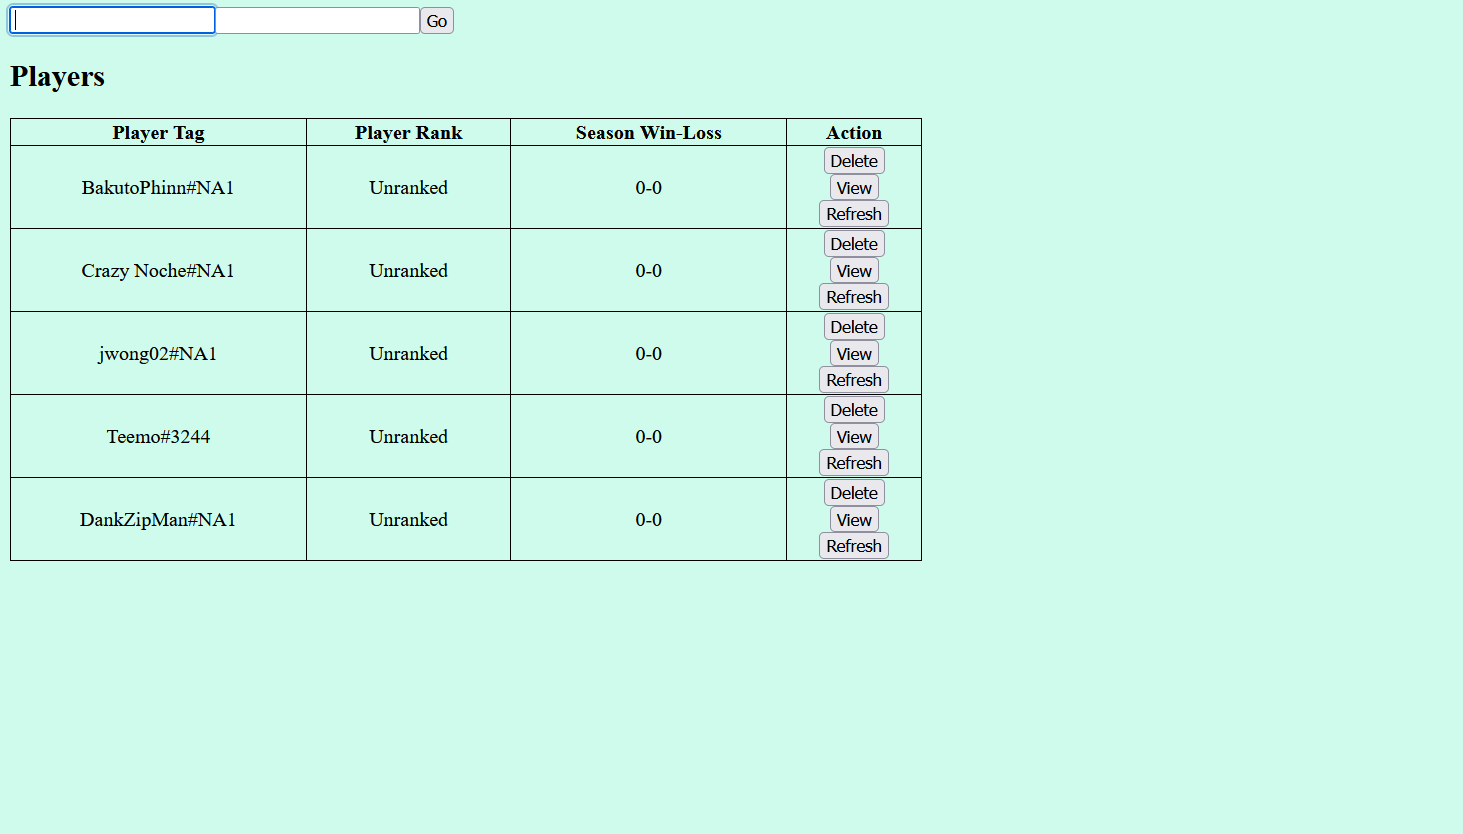 Go
Players
Player Tag Player Rank Season Win-Loss Action
BakutoPhinn#NA1 Unranked 0-0 Delete
View
Refresh
Crazy Noche#NA1 Unranked 0-0 Delete
View
Refresh
jwong02#NA1 Unranked 0-0 Delete
View
Refresh
Teemo#3244 Unranked 0-0 Delete
View
Refresh
DankZipMan#NA1 Unranked 0-0 Delete
View
Refresh